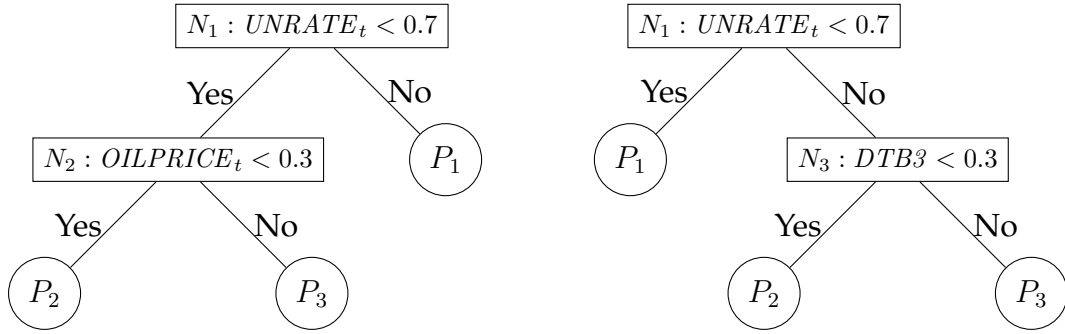 N₁ : UNRATEₜ < 0.7
Yes
No
N₂ : OILPRICEₜ < 0.3
P₁
Yes
No
P₂
P₃
N₁ : UNRATEₜ < 0.7
Yes
No
P₁
N₃ : DTB3 < 0.3
Yes
No
P₂
P₃